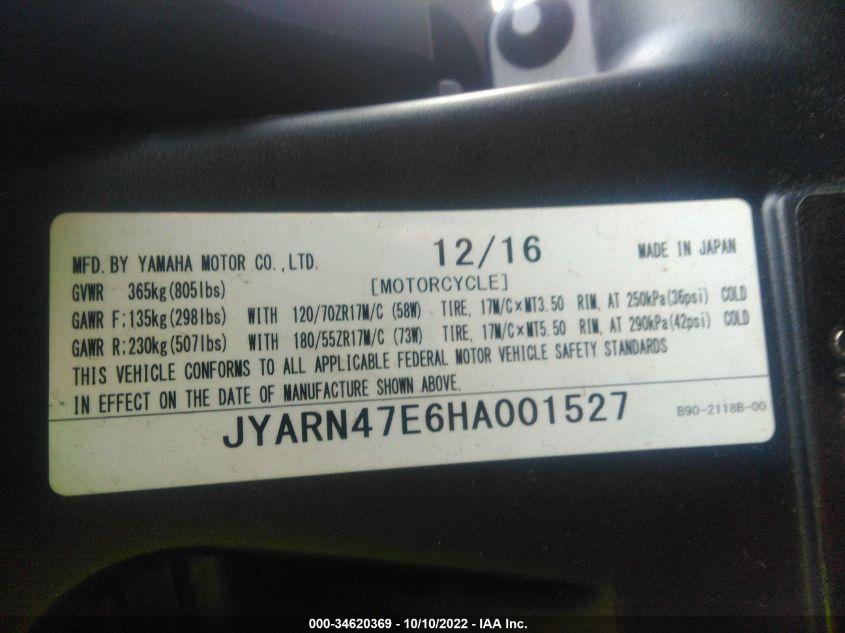 MFD. BY YAMAHA MOTOR CO., LTD. 12/16 MADE IN JAPAN
GVWR 365kg(805lbs) [MOTORCYCLE]
GAWR F:135kg(298lbs) WITH 120/70ZR17M/C (58W) TIRE, 17M/C×MT3.50 RIM, AT 250kPa(36psi) COLD
GAWR R:230kg(507lbs) WITH 180/55ZR17M/C (73W) TIRE, 17M/C×MT5.50 RIM, AT 290kPa(42psi) COLD
THIS VEHICLE CONFORMS TO ALL APPLICABLE FEDERAL MOTOR VEHICLE SAFETY STANDARDS
IN EFFECT ON THE DATE OF MANUFACTURE SHOWN ABOVE.
JYARN47E6HA001527 B90-2118B-00
000-34620369 - 10/10/2022 - IAA Inc.